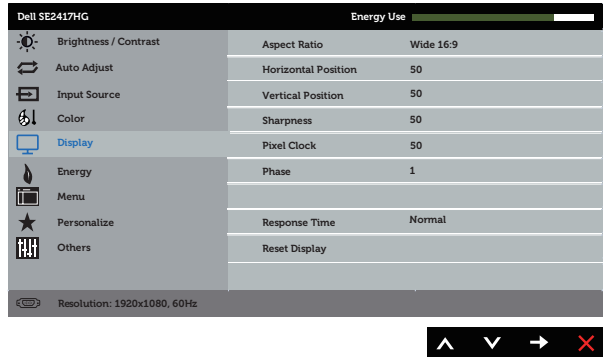 Dell SE2417HG Energy Use
Brightness / Contrast
Auto Adjust
Input Source
Color
Display
Energy
Menu
Personalize
Others
Aspect Ratio Wide 16:9
Horizontal Position 50
Vertical Position 50
Sharpness 50
Pixel Clock 50
Phase 1
Response Time Normal
Reset Display
Resolution: 1920x1080, 60Hz